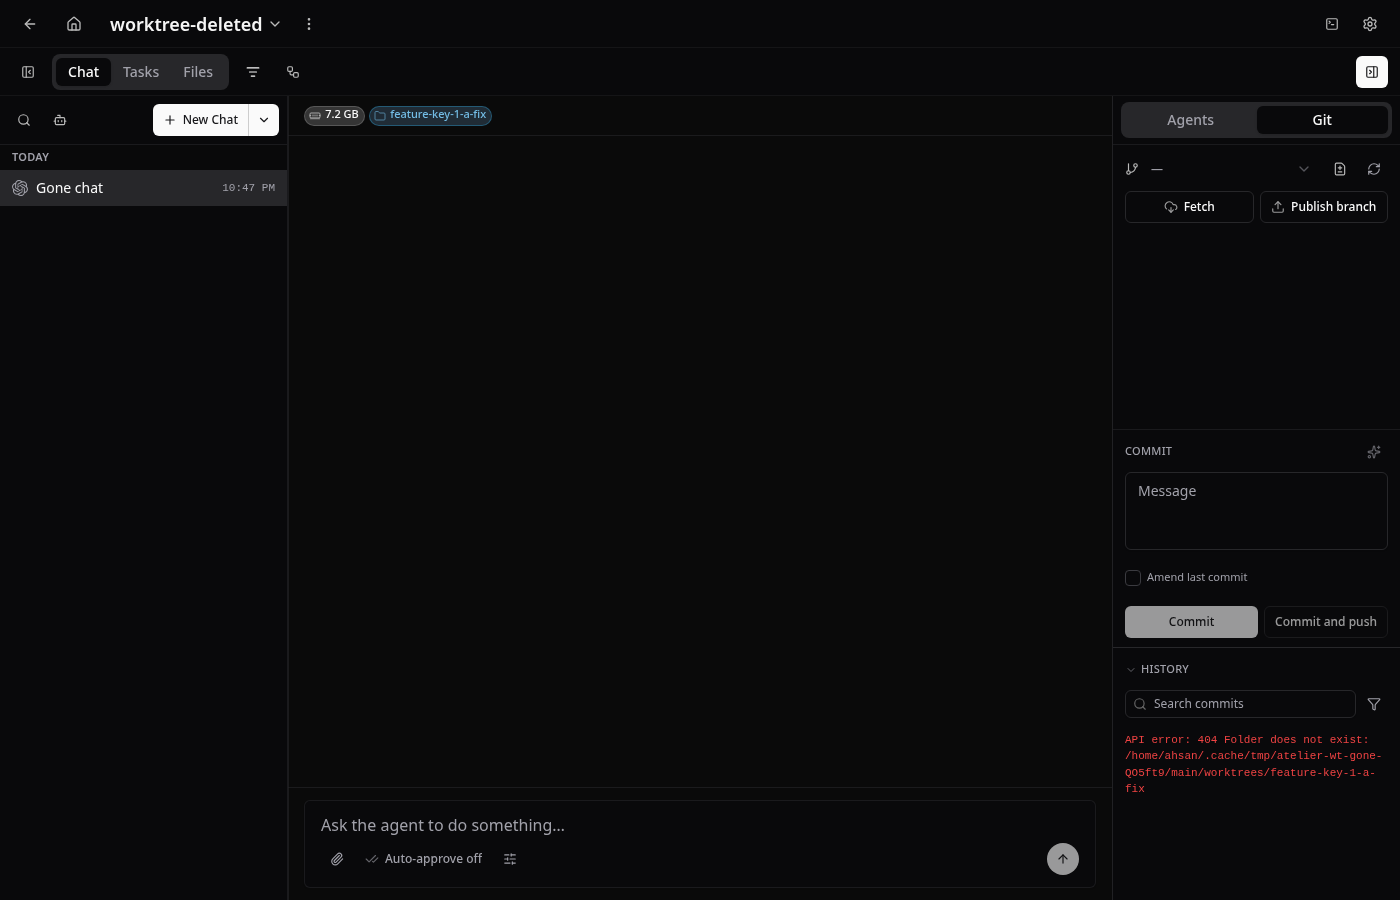 worktree-deleted
Chat
Tasks
Files
New Chat
7.2 GB
feature-key-1-a-fix
Agents
Git
TODAY
Gone chat
10:47 PM
—
Fetch
Publish branch
COMMIT
Message
Amend last commit
Commit
Commit and push
HISTORY
Search commits
API error: 404 Folder does not exist:
/home/ahsan/.cache/tmp/atelier-wt-gone-
QO5ft9/main/worktrees/feature-key-1-a-
fix
Ask the agent to do something...
Auto-approve off